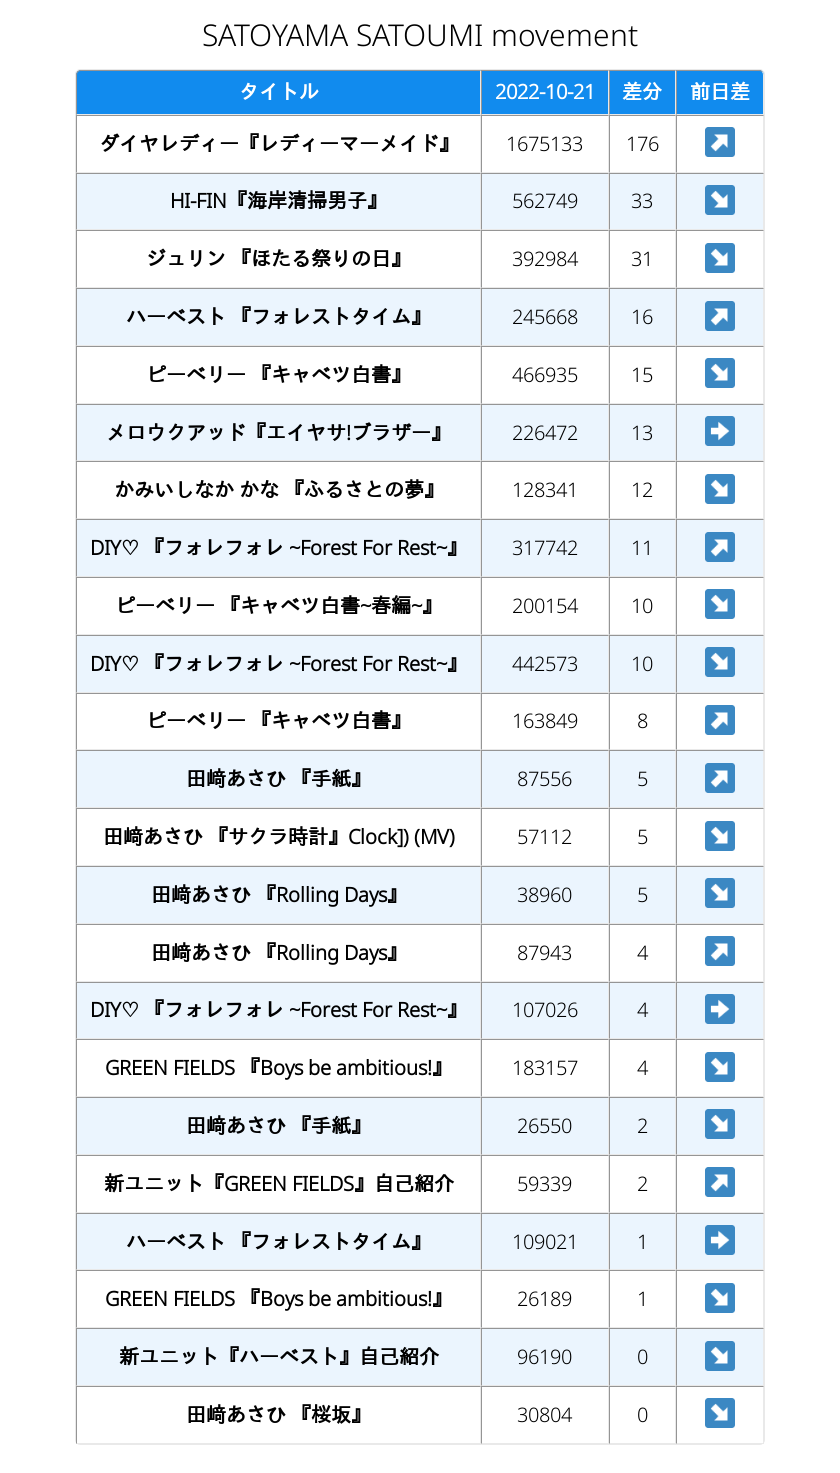 SATOYAMA SATOUMI movement
タイトル 2022-10-21 差分 前日差
ダイヤレディー『レディーマーメイド』 1675133 176 ↗
HI-FIN『海岸清掃男子』 562749 33 ↘
ジュリン 『ほたる祭りの日』 392984 31 ↘
ハーベスト 『フォレストタイム』 245668 16 ↗
ピーベリー 『キャベツ白書』 466935 15 ↘
メロウクアッド『エイヤサ!ブラザー』 226472 13 ➡
かみいしなか かな 『ふるさとの夢』 128341 12 ↘
DIY♡ 『フォレフォレ ~Forest For Rest~』 317742 11 ↗
ピーベリー 『キャベツ白書~春編~』 200154 10 ↘
DIY♡ 『フォレフォレ ~Forest For Rest~』 442573 10 ↘
ピーベリー 『キャベツ白書』 163849 8 ↗
田﨑あさひ 『手紙』 87556 5 ↗
田﨑あさひ 『サクラ時計』Clock]) (MV) 57112 5 ↘
田﨑あさひ 『Rolling Days』 38960 5 ↘
田﨑あさひ 『Rolling Days』 87943 4 ↗
DIY♡ 『フォレフォレ ~Forest For Rest~』 107026 4 ➡
GREEN FIELDS 『Boys be ambitious!』 183157 4 ↘
田﨑あさひ 『手紙』 26550 2 ↘
新ユニット『GREEN FIELDS』自己紹介 59339 2 ↗
ハーベスト 『フォレストタイム』 109021 1 ➡
GREEN FIELDS 『Boys be ambitious!』 26189 1 ↘
新ユニット『ハーベスト』自己紹介 96190 0 ↘
田﨑あさひ 『桜坂』 30804 0 ↘